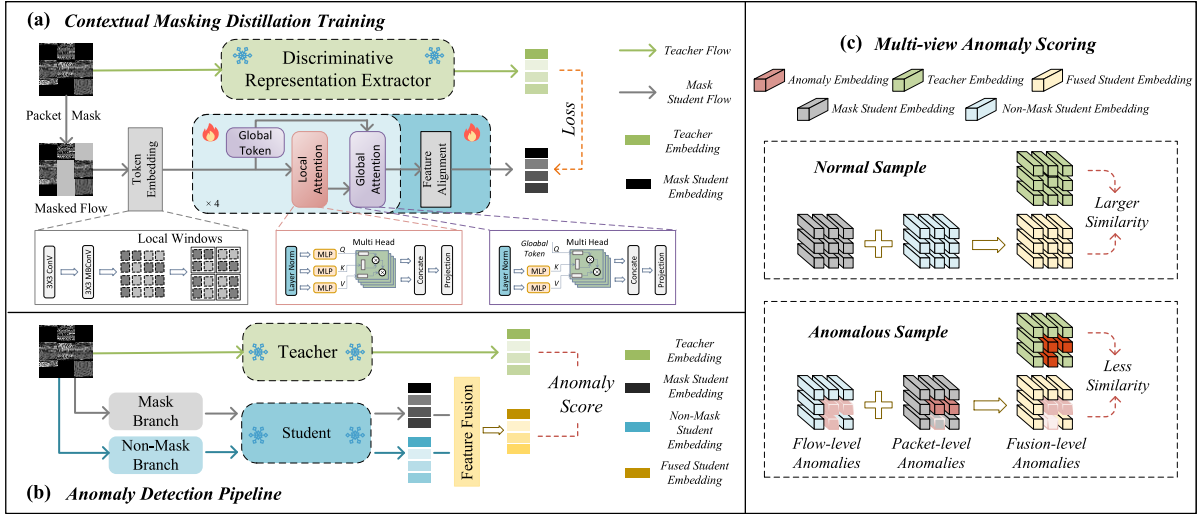 (a) Contextual Masking Distillation Training
Discriminative
Representation Extractor
Packet Mask
Masked Flow
Token
Embedding
Global
Token
Local
Attention
Global
Attention
Feature
Alignment
× 4
Loss
Teacher Flow
Mask
Student Flow
Teacher
Embedding
Mask Student
Embedding
3X3 ConV
3X3 MBConV
Local Windows
Layer Norm
MLP
MLP
MLP
Q
K
V
Multi Head
Concate
Projection
Layer Norm
Gloabal
Token
MLP
MLP
Q
K
V
Multi Head
Concate
Projection
Teacher
Mask
Branch
Non-Mask
Branch
Student
Feature Fusion
Anomaly
Score
Teacher
Embedding
Mask Student
Embedding
Non-Mask
Student
Embedding
Fused Student
Embedding
(b) Anomaly Detection Pipeline
(c) Multi-view Anomaly Scoring
Anomaly Embedding
Teacher Embedding
Fused Student Embedding
Mask Student Embedding
Non-Mask Student Embedding
Normal Sample
Larger
Similarity
Anomalous Sample
Less
Similarity
Flow-level
Anomalies
Packet-level
Anomalies
Fusion-level
Anomalies